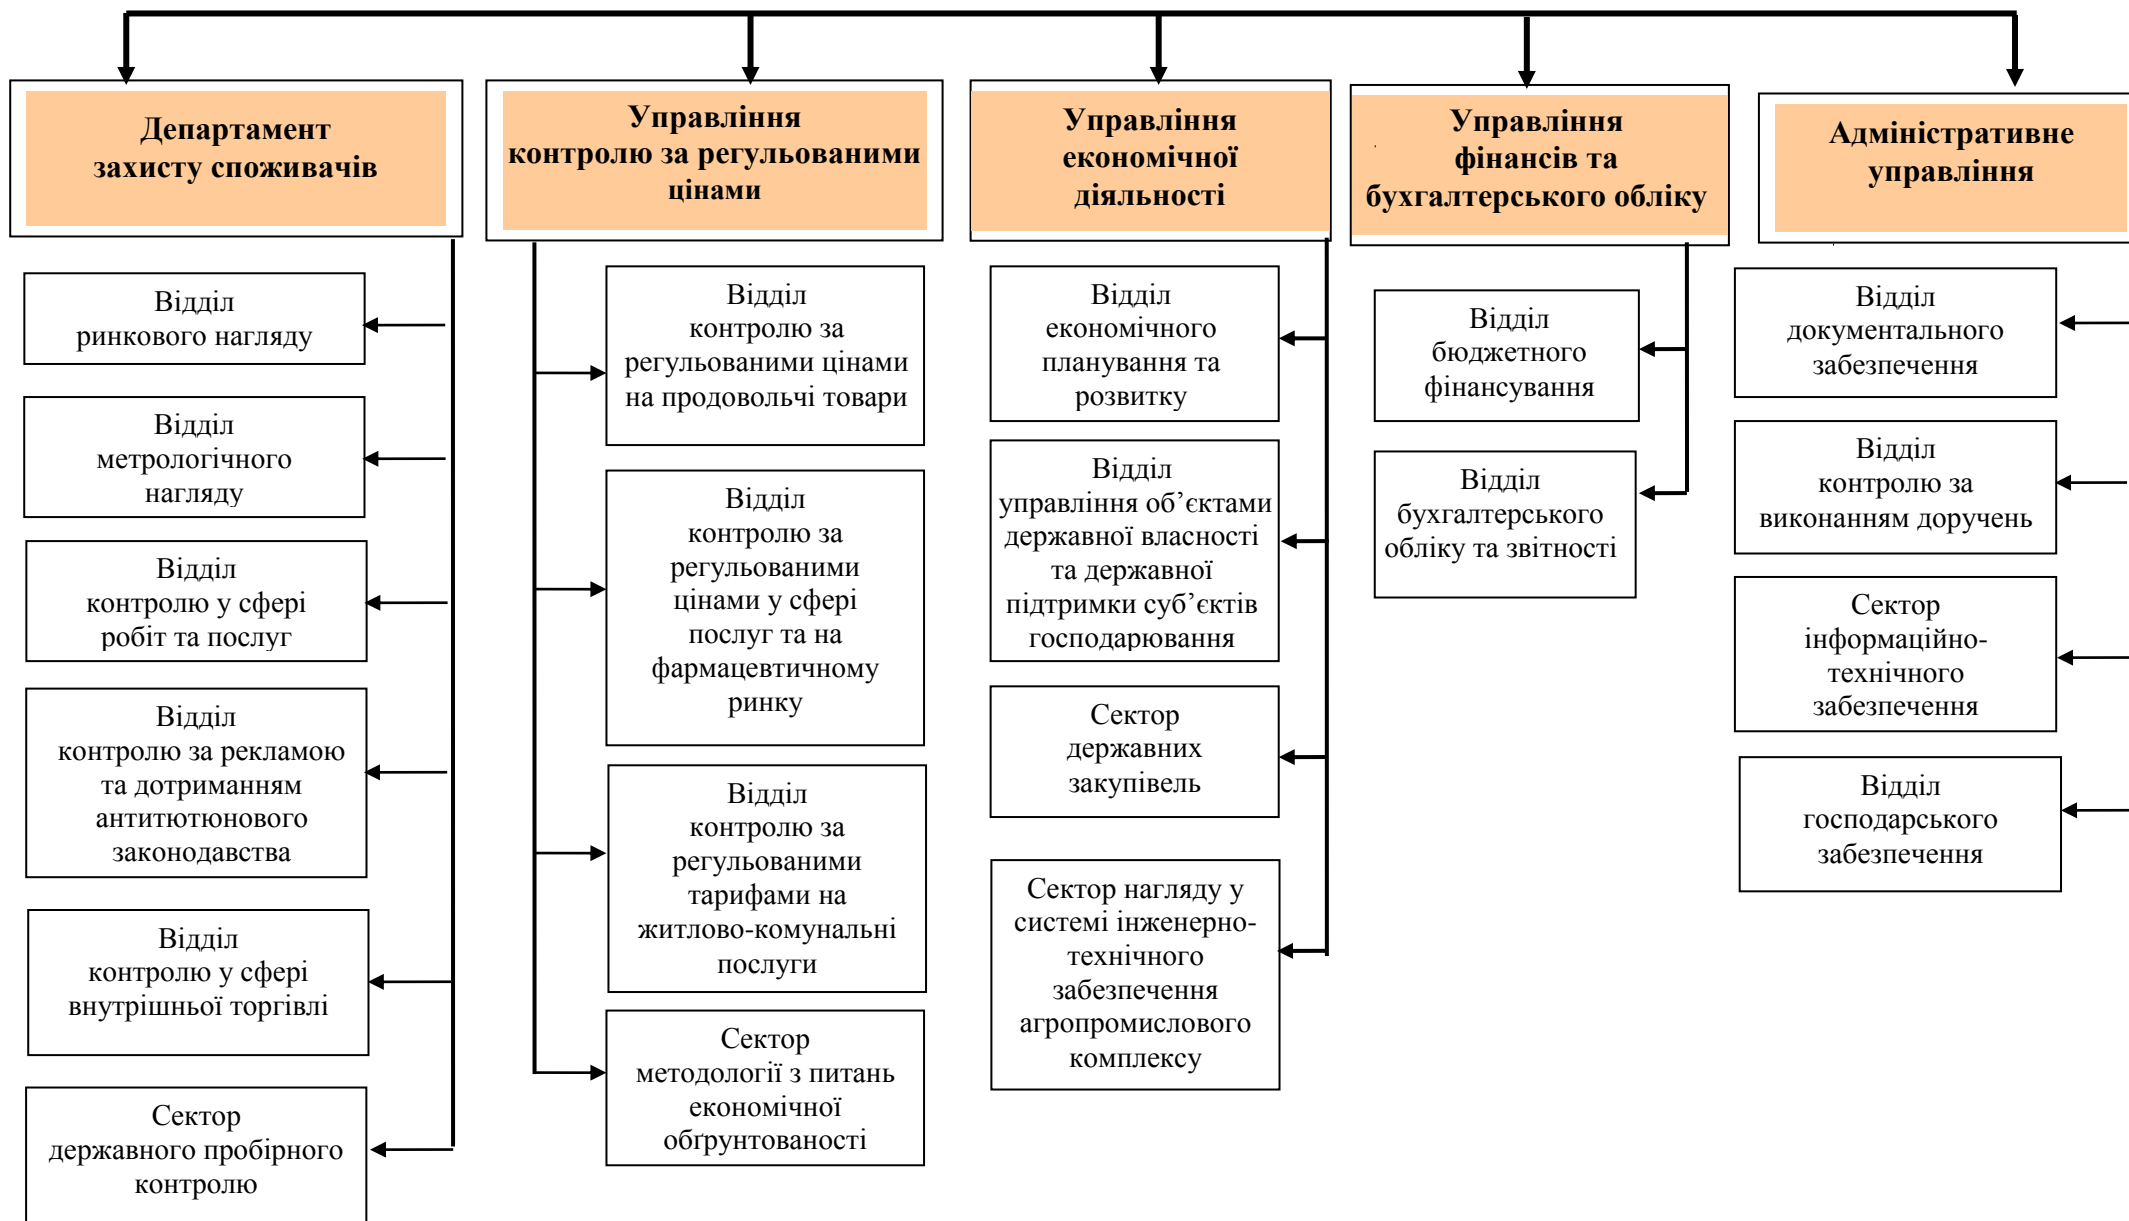 Департамент
захисту споживачів
Відділ
ринкового нагляду
Відділ
метрологічного
нагляду
Відділ
контролю у сфері
робіт та послуг
Відділ
контролю за рекламою
та дотриманням
антитютюнового
законодавства
Відділ
контролю у сфері
внутрішньої торгівлі
Сектор
державного пробірного
контролю
Управління
контролю за регульованими
цінами
Відділ
контролю за
регульованими цінами
на продовольчі товари
Відділ
контролю за
регульованими
цінами у сфері
послуг та на
фармацевтичному
ринку
Відділ
контролю за
регульованими
тарифами на
житлово-комунальні
послуги
Сектор
методології з питань
економічної
обґрунтованості
Управління
економічної
діяльності
Відділ
економічного
планування та
розвитку
Відділ
управління об’єктами
державної власності
та державної
підтримки суб’єктів
господарювання
Сектор
державних
закупівель
Сектор нагляду у
системі інженерно-
технічного
забезпечення
агропромислового
комплексу
Управління
фінансів та
бухгалтерського обліку
Відділ
бюджетного
фінансування
Відділ
бухгалтерського
обліку та звітності
Адміністративне
управління
Відділ
документального
забезпечення
Відділ
контролю за
виконанням доручень
Сектор
інформаційно-
технічного
забезпечення
Відділ
господарського
забезпечення